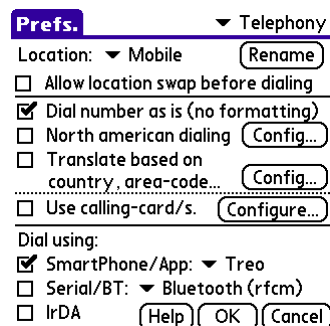 Prefs. Telephony
Location: Mobile Rename
Allow location swap before dialing
Dial number as is (no formatting)
North american dialing Config...
Translate based on
country, area-code... Config...
Use calling-card/s. Configure...
Dial using:
SmartPhone/App: Treo
Serial/BT: Bluetooth (rfcm)
IrDA Help OK Cancel